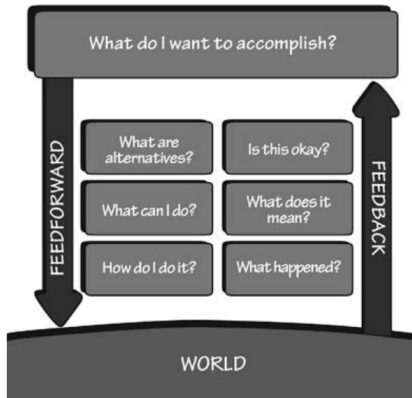 What do I want to accomplish?
FEEDFORWARD
What are
alternatives?
What can I do?
How do I do it?
Is this okay?
What does it
mean?
What happened?
FEEDBACK
WORLD